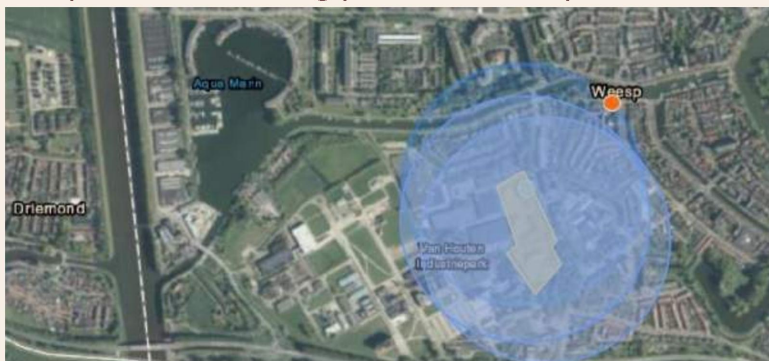 Aqua Marin
Weesp
Driemond
Van Houten
Industriepark